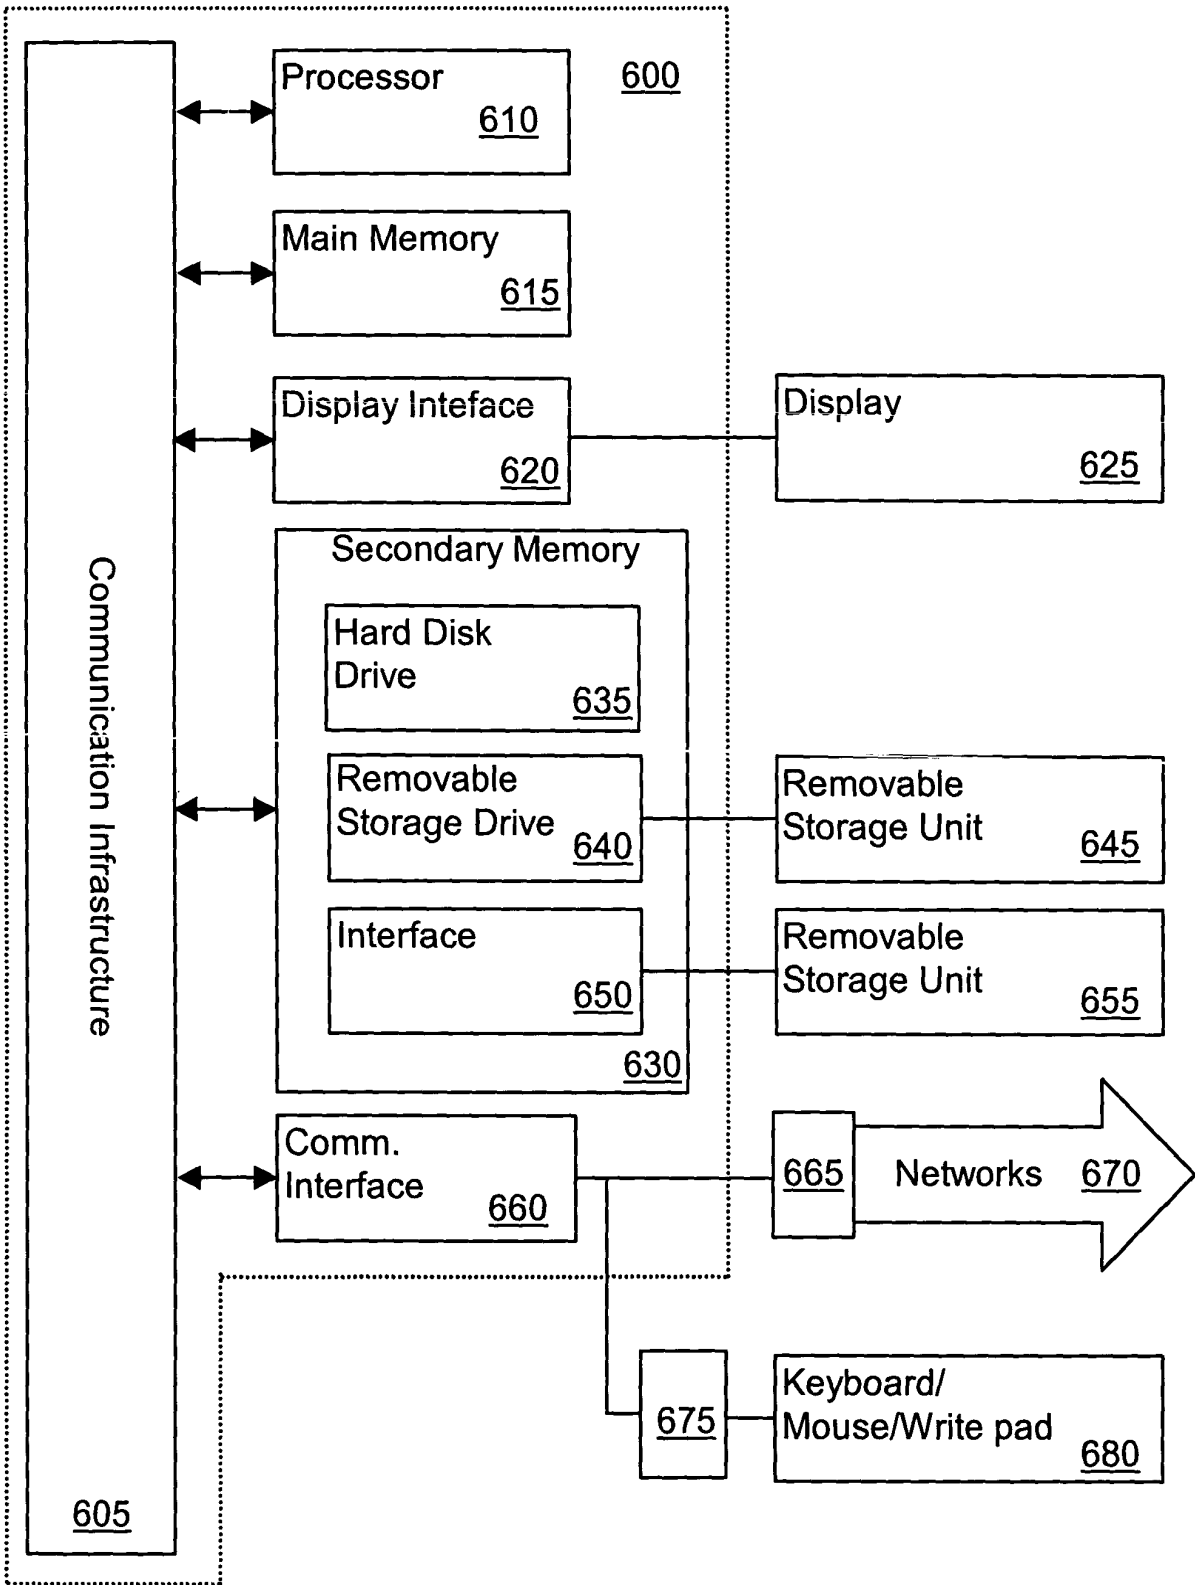 600
Processor
610
Main Memory
615
Display Inteface
620
Display
625
Communication Infrastructure
605
Secondary Memory
Hard Disk
Drive
635
Removable
Storage Drive
640
Removable
Storage Unit
645
Interface
650
Removable
Storage Unit
655
630
Comm.
Interface
660
665
Networks
670
675
Keyboard/
Mouse/Write pad
680